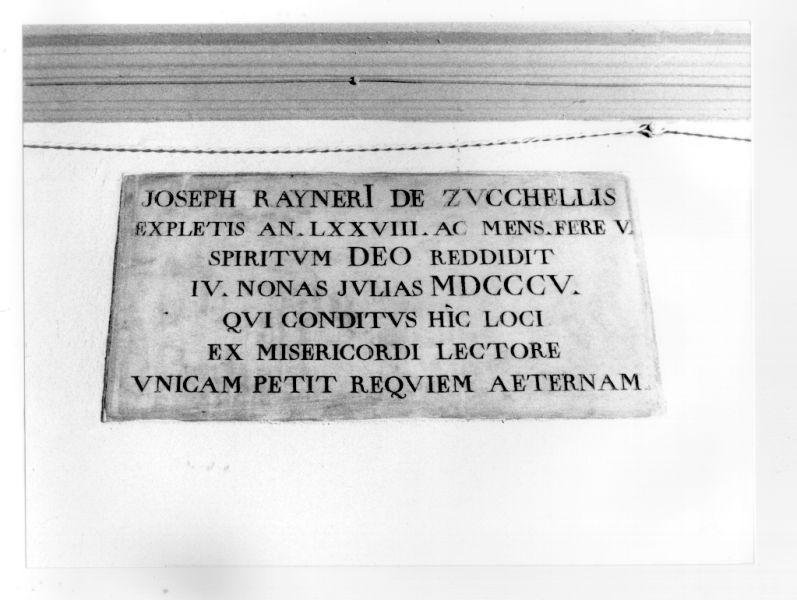 JOSEPH RAYNERI DE ZVCCHELLIS
EXPLETIS AN. LXXVIII. AC MENS. FERE V.
SPIRITVM DEO REDDIDIT
IV. NONAS JVLIAS MDCCCV.
QVI CONDITVS HÌC LOCI
EX MISERICORDI LECTORE
VNICAM PETIT REQVIEM AETERNAM